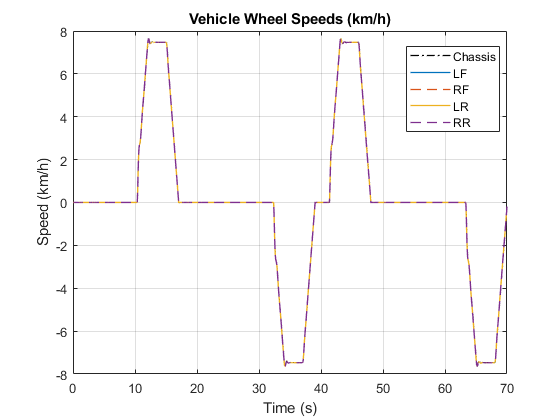 Vehicle Wheel Speeds (km/h)
8
6
4
2
0
-2
-4
-6
-8
Speed (km/h)
Chassis
LF
RF
LR
RR
0 10 20 30 40 50 60 70
Time (s)